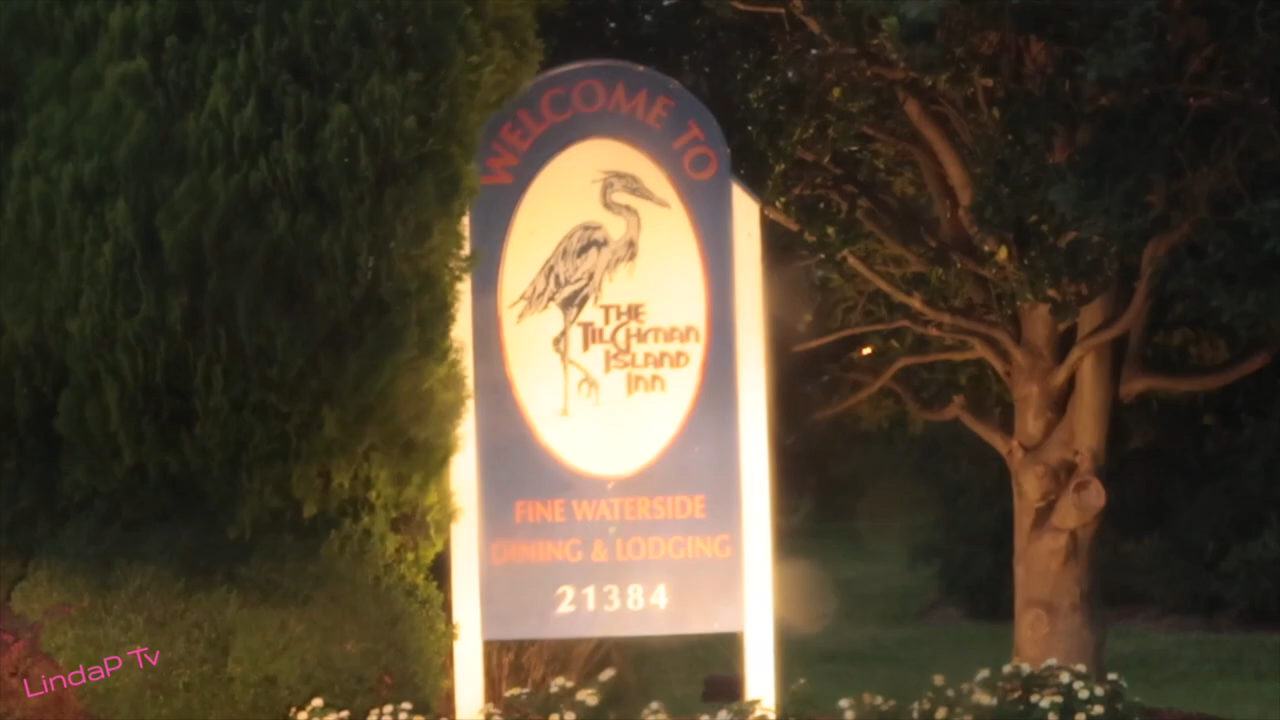 WELCOME TO
THE
TILGHMAN
ISLAND
INN
FINE WATERSIDE
DINING & LODGING
21384
LindaP Tv